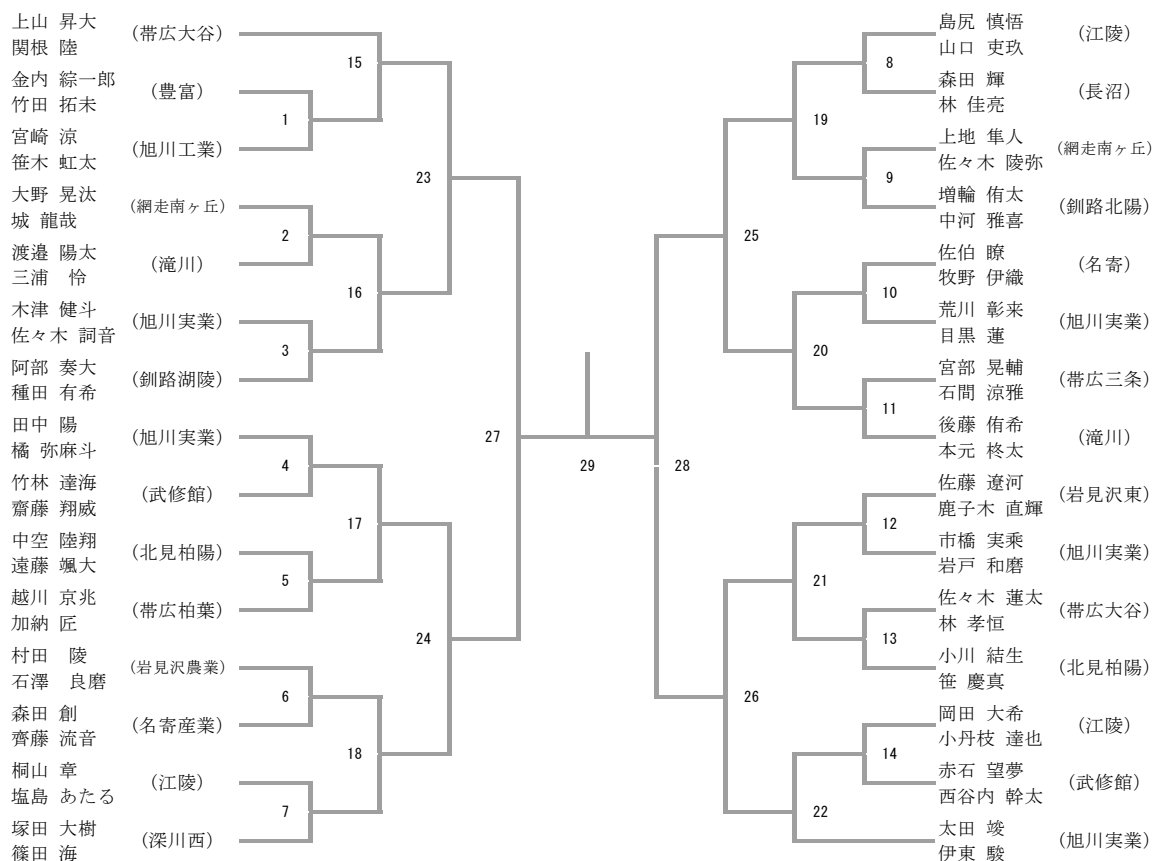 上山 昇大
関根 陸
(帯広大谷)
金内 綜一郎
竹田 拓未
(豊富)
宮崎 涼
笹木 虹太
(旭川工業)
大野 晃汰
城 龍哉
(網走南ヶ丘)
渡邉 陽太
三浦　怜
(滝川)
木津 健斗
佐々木 詞音
(旭川実業)
阿部 奏大
種田 有希
(釧路湖陵)
田中 陽
橘 弥麻斗
(旭川実業)
竹林 達海
齋藤 翔威
(武修館)
中空 陸翔
遠藤 颯大
(北見柏陽)
越川 京兆
加納 匠
(帯広柏葉)
村田　陵
石澤　良磨
(岩見沢農業)
森田 創
齊藤 流音
(名寄産業)
桐山 章
塩島 あたる
(江陵)
塚田 大樹
篠田 海
(深川西)
1
2
3
4
5
6
7
15
16
17
18
23
24
27
29
28
25
26
19
20
21
22
8
9
10
11
12
13
14
島尻 慎悟
山口 吏玖
(江陵)
森田 輝
林 佳亮
(長沼)
上地 隼人
佐々木 陵弥
(網走南ヶ丘)
増輪 侑太
中河 雅喜
(釧路北陽)
佐伯 瞭
牧野 伊織
(名寄)
荒川 彰来
目黒 蓮
(旭川実業)
宮部 晃輔
石間 涼雅
(帯広三条)
後藤 侑希
本元 柊太
(滝川)
佐藤 遼河
鹿子木 直輝
(岩見沢東)
市橋 実乗
岩戸 和磨
(旭川実業)
佐々木 蓮太
林 孝恒
(帯広大谷)
小川 結生
笹 慶真
(北見柏陽)
岡田 大希
小丹枝 達也
(江陵)
赤石 望夢
西谷内 幹太
(武修館)
太田 竣
伊東 駿
(旭川実業)